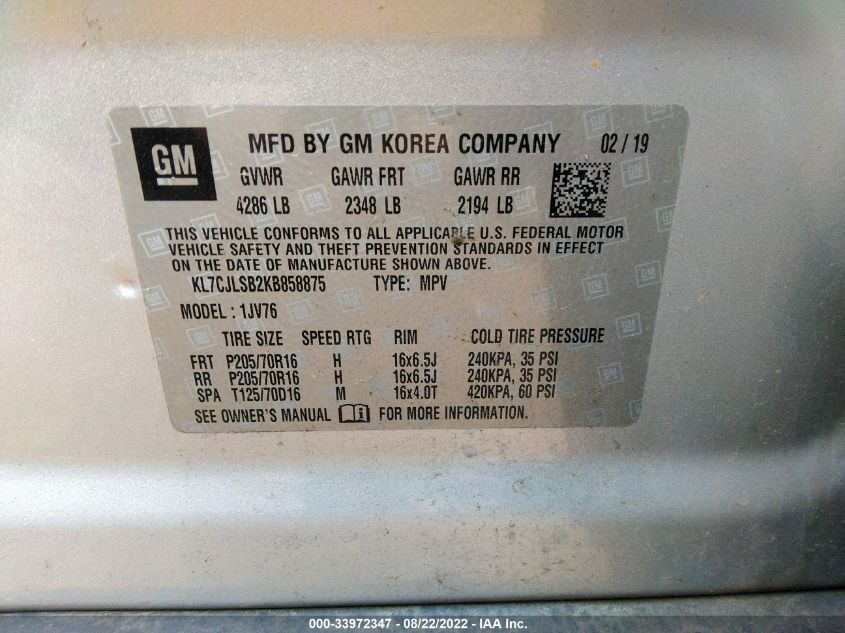 GM
MFD BY GM KOREA COMPANY 02 / 19
GVWR GAWR FRT GAWR RR
4286 LB 2348 LB 2194 LB
THIS VEHICLE CONFORMS TO ALL APPLICABLE U.S. FEDERAL MOTOR
VEHICLE SAFETY AND THEFT PREVENTION STANDARDS IN EFFECT
ON THE DATE OF MANUFACTURE SHOWN ABOVE.
KL7CJLSB2KB858875 TYPE: MPV
MODEL : 1JV76
TIRE SIZE SPEED RTG RIM COLD TIRE PRESSURE
FRT P205/70R16 H 16x6.5J 240KPA, 35 PSI
RR P205/70R16 H 16x6.5J 240KPA, 35 PSI
SPA T125/70D16 M 16x4.0T 420KPA, 60 PSI
SEE OWNER'S MANUAL FOR MORE INFORMATION.
000-33972347 - 08/22/2022 - IAA Inc.